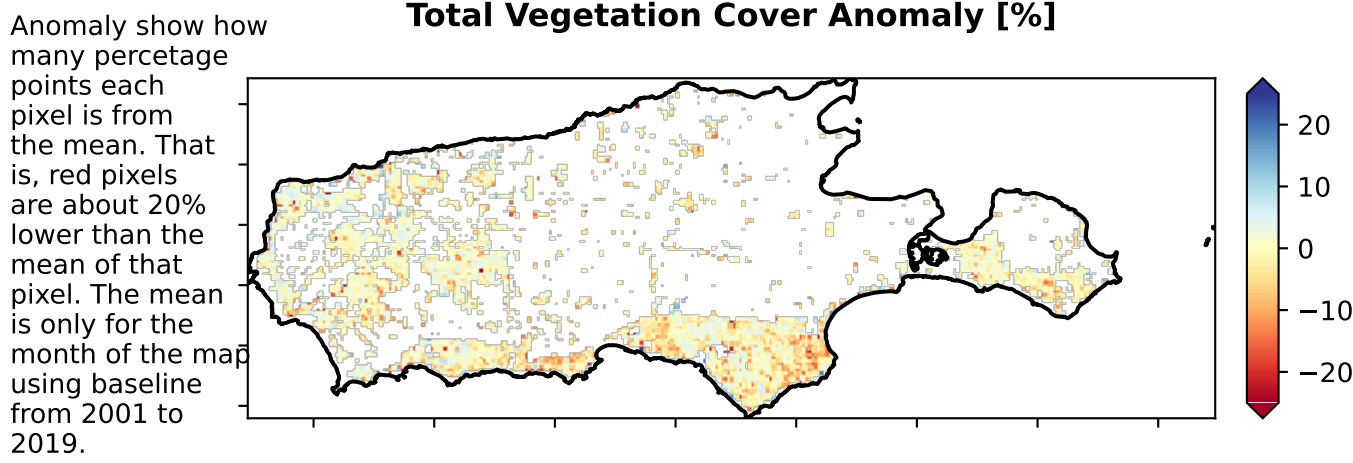 Total Vegetation Cover Anomaly [%]
Anomaly show how
many percetage
points each
pixel is from
the mean. That
is, red pixels
are about 20%
lower than the
mean of that
pixel. The mean
is only for the
month of the map
using baseline
from 2001 to
2019.
20
10
0
−10
−20